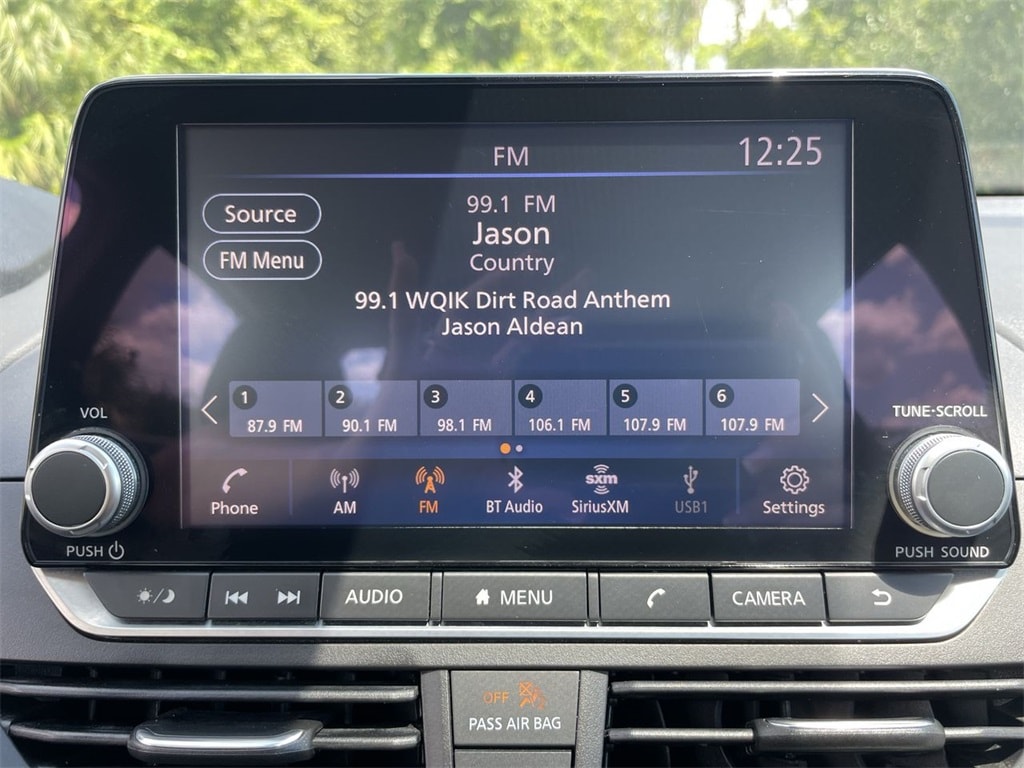 FM
12:25
Source
99.1 FM
Jason
FM Menu
Country
99.1 WQIK Dirt Road Anthem
Jason Aldean
1 2 3 4 5 6
87.9 FM 90.1 FM 98.1 FM 106.1 FM 107.9 FM 107.9 FM
VOL
TUNE·SCROLL
sxm
Phone AM FM BT Audio SiriusXM USB1 Settings
PUSH
PUSH SOUND
AUDIO MENU CAMERA
OFF
PASS AIR BAG